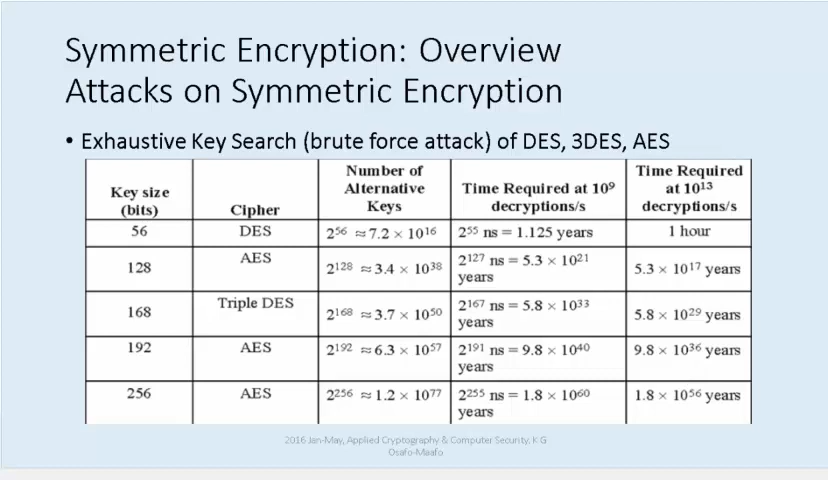 Symmetric Encryption: Overview
Attacks on Symmetric Encryption
• Exhaustive Key Search (brute force attack) of DES, 3DES, AES
Key size (bits) Cipher Number of Alternative Keys Time Required at 10⁹ decryptions/s Time Required at 10¹³ decryptions/s
56 DES 2⁵⁶ ≈ 7.2 × 10¹⁶ 2⁵⁵ ns = 1.125 years 1 hour
128 AES 2¹²⁸ ≈ 3.4 × 10³⁸ 2¹²⁷ ns = 5.3 × 10²¹ years 5.3 × 10¹⁷ years
168 Triple DES 2¹⁶⁸ ≈ 3.7 × 10⁵⁰ 2¹⁶⁷ ns = 5.8 × 10³³ years 5.8 × 10²⁹ years
192 AES 2¹⁹² ≈ 6.3 × 10⁵⁷ 2¹⁹¹ ns = 9.8 × 10⁴⁰ years 9.8 × 10³⁶ years
256 AES 2²⁵⁶ ≈ 1.2 × 10⁷⁷ 2²⁵⁵ ns = 1.8 × 10⁶⁰ years 1.8 × 10⁵⁶ years
2016 Jan-May, Applied Cryptography & Computer Security, K G
Osafo-Maafo